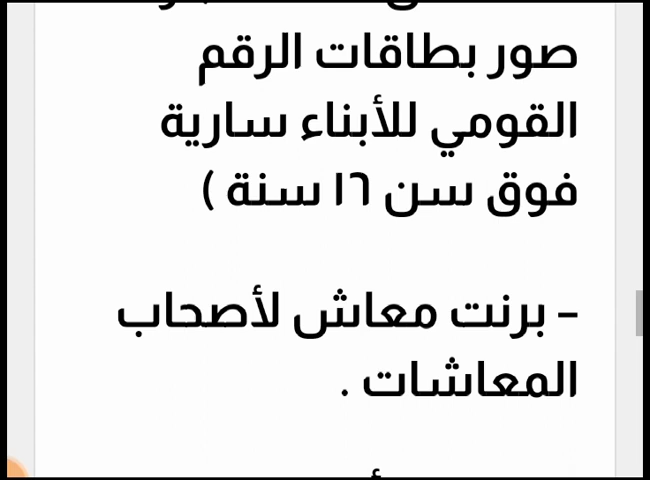 صور بطاقات الرقم
القومي للأبناء سارية
فوق سن ١٦ سنة )
- برنت معاش لأصحاب
المعاشات .